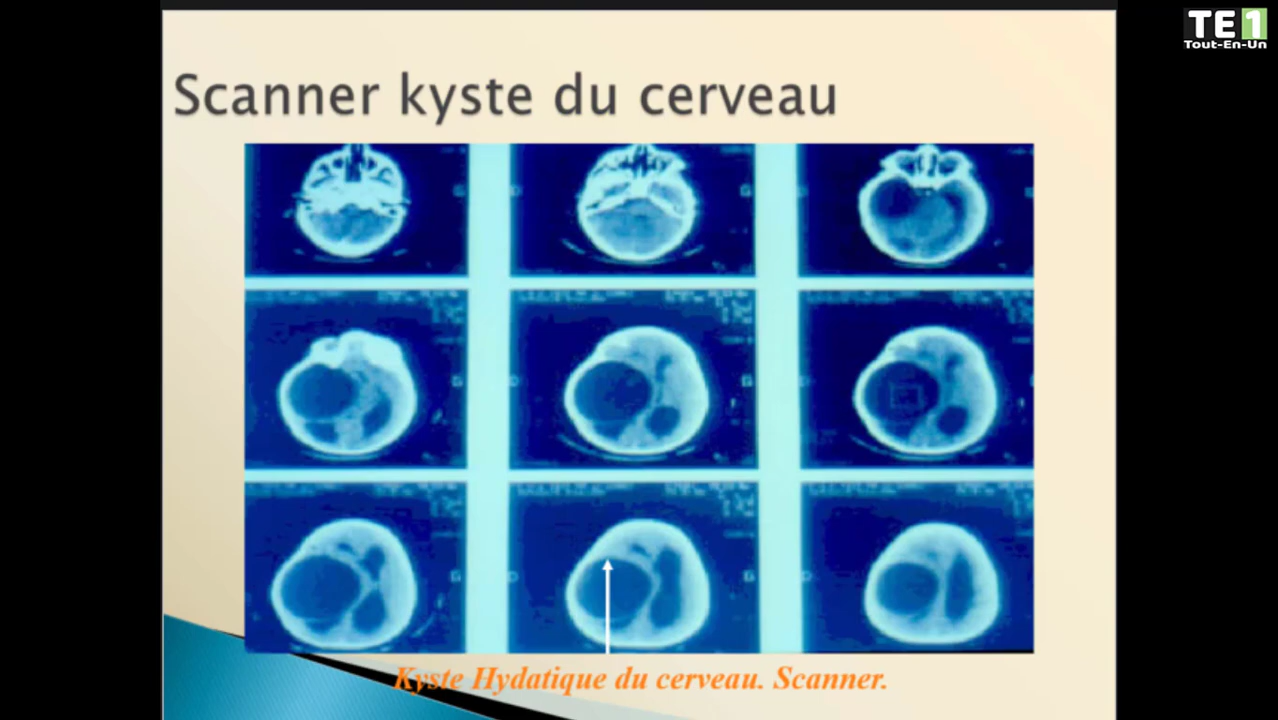 TE1
Tout-En-Un
Scanner kyste du cerveau
G
D
G
D
G
D
G
D
Kyste Hydatique du cerveau. Scanner.